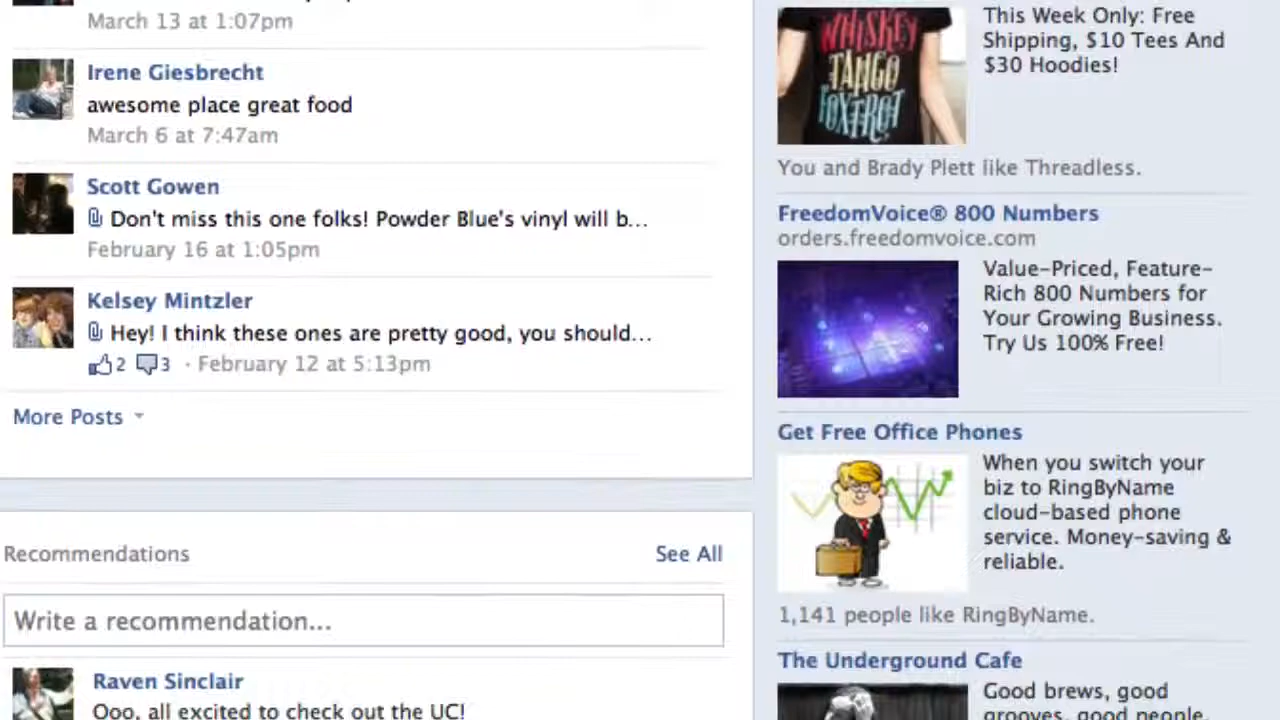 March 13 at 1:07pm
Irene Giesbrecht
awesome place great food
March 6 at 7:47am
Scott Gowen
Don't miss this one folks! Powder Blue's vinyl will b...
February 16 at 1:05pm
Kelsey Mintzler
Hey! I think these ones are pretty good, you should...
2 3 · February 12 at 5:13pm
More Posts
Recommendations
See All
Write a recommendation...
Raven Sinclair
Ooo, all excited to check out the UC!
WHISKEY
TANGO
FOXTROT
This Week Only: Free
Shipping, $10 Tees And
$30 Hoodies!
You and Brady Plett like Threadless.
FreedomVoice® 800 Numbers
orders.freedomvoice.com
Value-Priced, Feature-
Rich 800 Numbers for
Your Growing Business.
Try Us 100% Free!
Get Free Office Phones
When you switch your
biz to RingByName
cloud-based phone
service. Money-saving &
reliable.
1,141 people like RingByName.
The Underground Cafe
Good brews, good
grooves, good people.